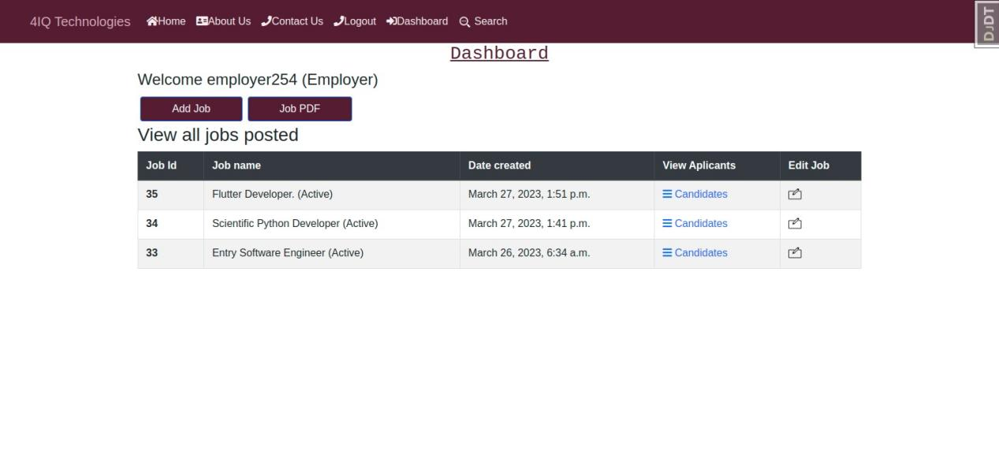 4IQ Technologies Home About Us Contact Us Logout Dashboard Search
DJDT
Dashboard
Welcome employer254 (Employer)
Add Job Job PDF
View all jobs posted
Job Id Job name Date created View Aplicants Edit Job
35 Flutter Developer. (Active) March 27, 2023, 1:51 p.m. Candidates
34 Scientific Python Developer (Active) March 27, 2023, 1:41 p.m. Candidates
33 Entry Software Engineer (Active) March 26, 2023, 6:34 a.m. Candidates